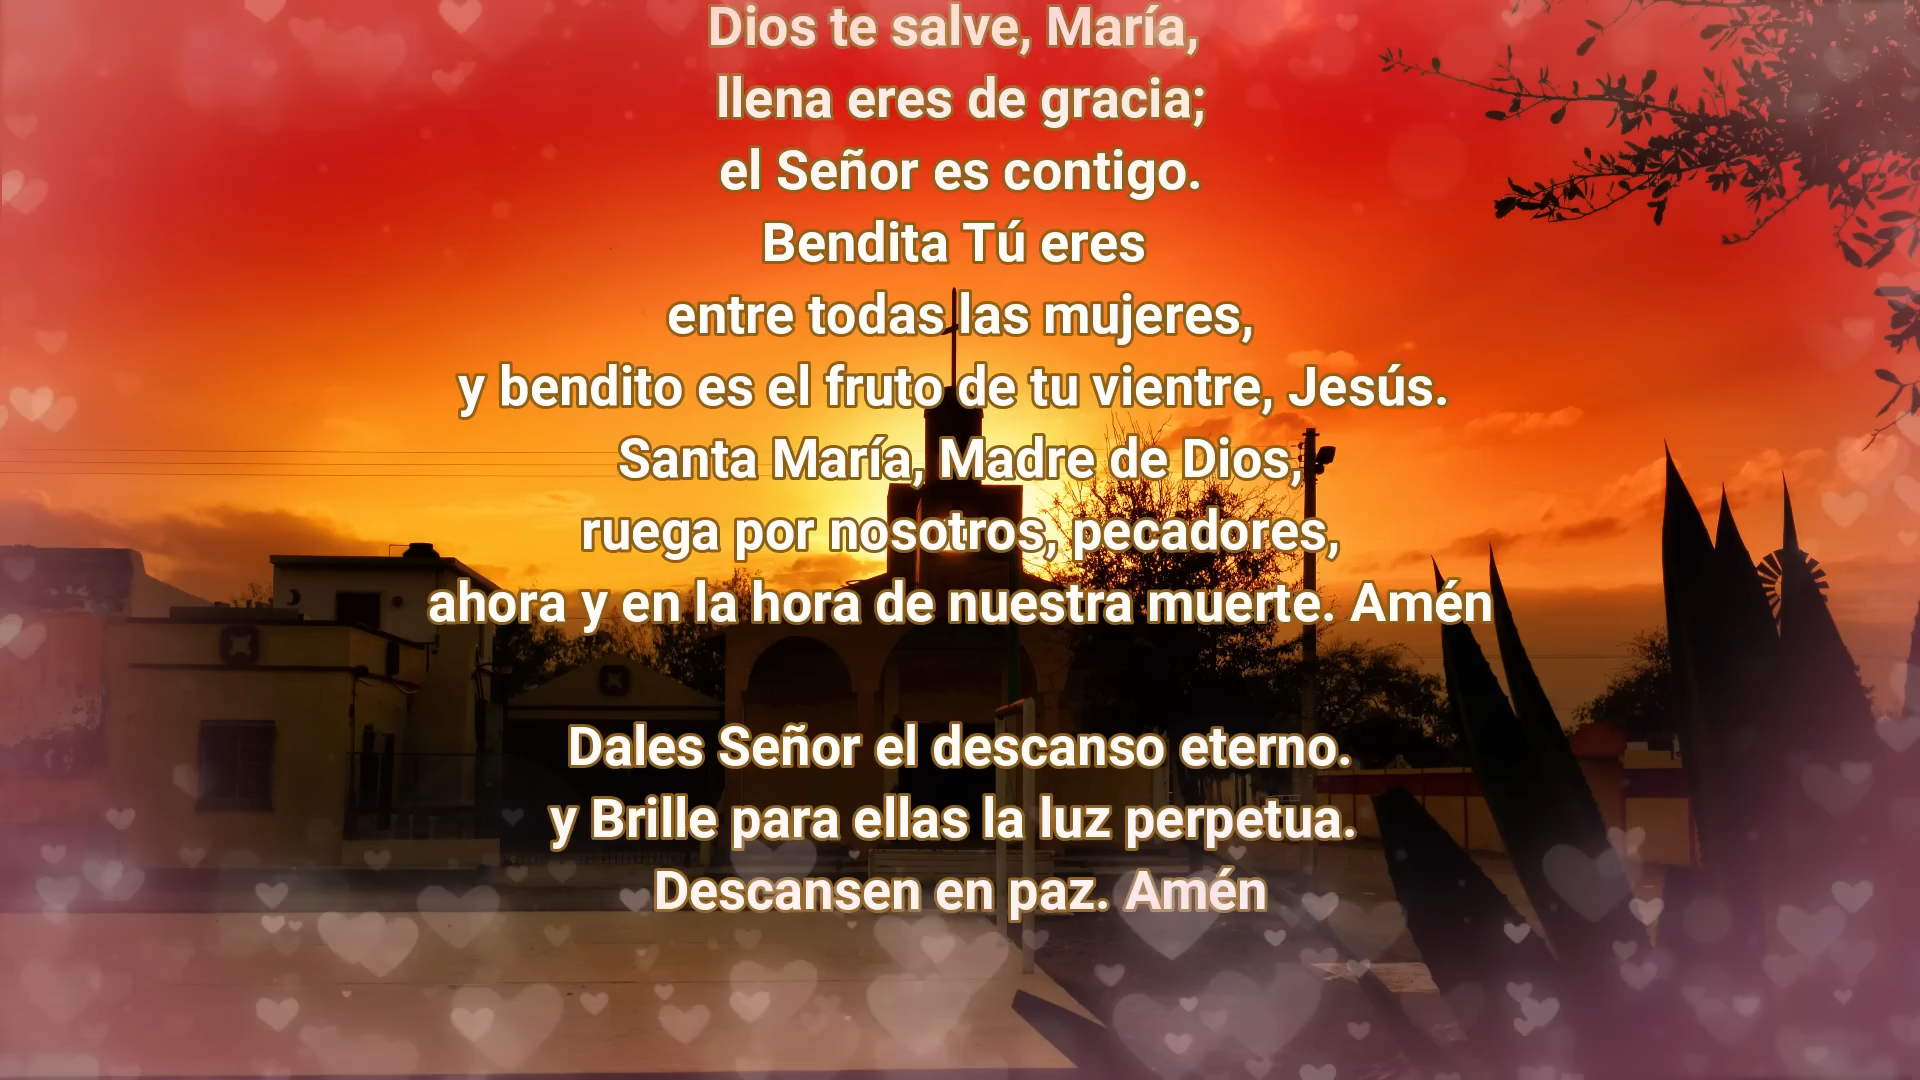 Dios te salve, María,
llena eres de gracia;
el Señor es contigo.
Bendita Tú eres
entre todas las mujeres,
y bendito es el fruto de tu vientre, Jesús.
Santa María, Madre de Dios,
ruega por nosotros, pecadores,
ahora y en la hora de nuestra muerte. Amén
Dales Señor el descanso eterno.
y Brille para ellas la luz perpetua.
Descansen en paz. Amén